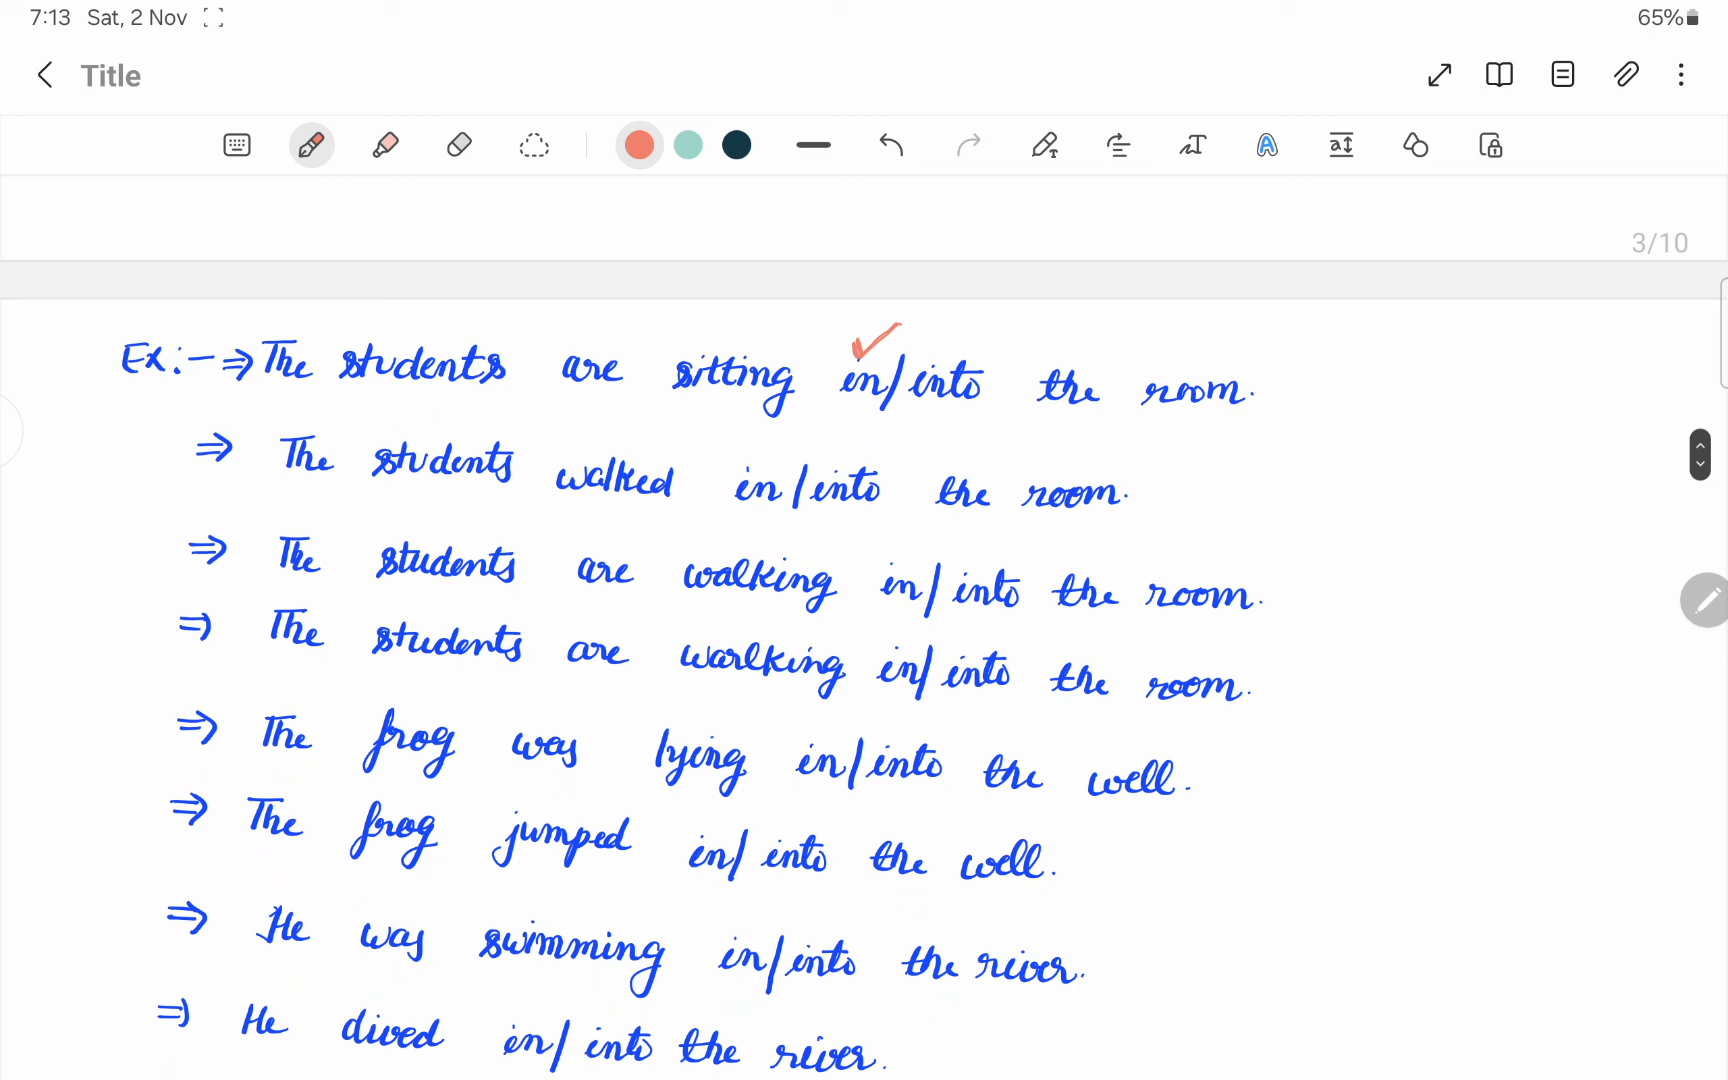 7:13 Sat, 2 Nov 65%
Title
3/10
Ex:- ⇒ The students are sitting in/into the room.
⇒ The students walked in/into the room.
⇒ The students are walking in/into the room.
⇒ The students are warlking in/into the room.
⇒ The frog was lying in/into the well.
⇒ The frog jumped in/into the well.
⇒ He was swimming in/into the river.
⇒ He dived in/into the river.